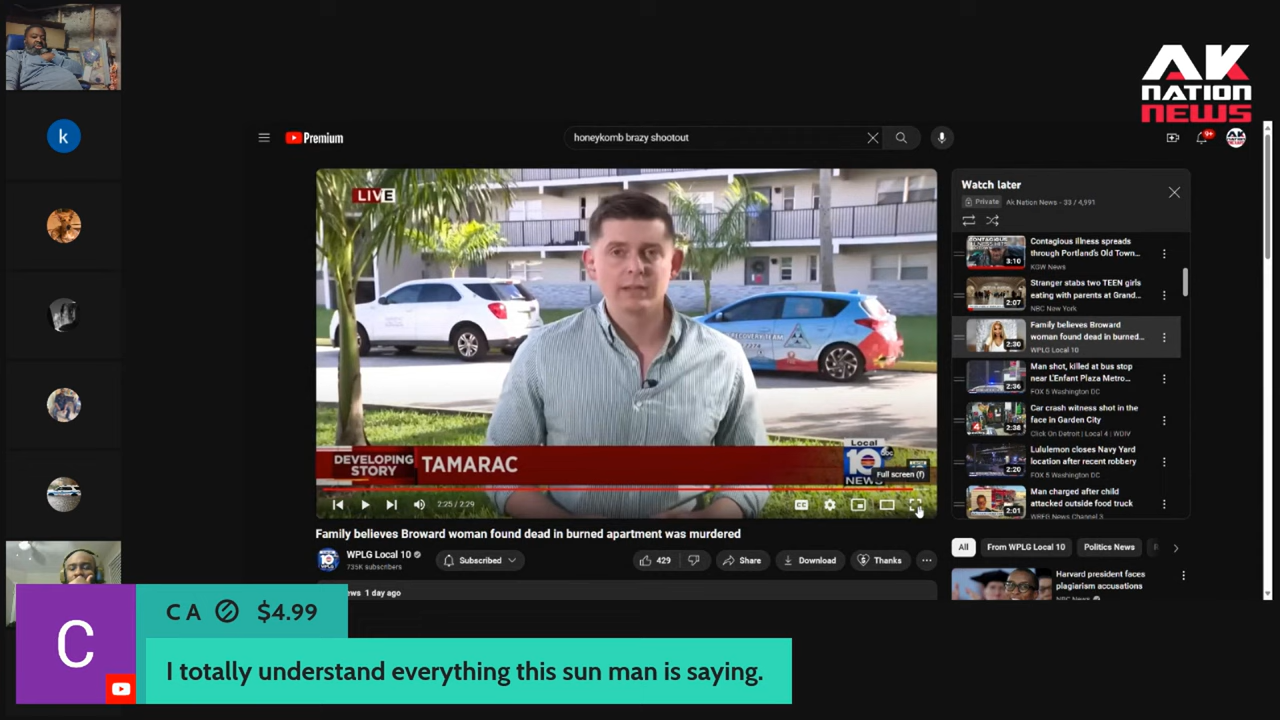 AK
NATION
NEWS
k
Premium
honeykomb brazy shootout
9+
LIVE
RECOVERY TEAM
DEVELOPING
STORY
TAMARAC
Local
10
abc
NEWS
Full screen (f)
2:25 / 2:29
CC
Family believes Broward woman found dead in burned apartment was murdered
WPLG Local 10
735K subscribers
Subscribed
429
Share
Download
Thanks
1 day ago
Watch later
Private
Ak Nation News - 33 / 4,991
Contagious illness spreads
through Portland's Old Town...
KGW News
3:10
Stranger stabs two TEEN girls
eating with parents at Grand...
NBC New York
2:07
Family believes Broward
woman found dead in burned...
WPLG Local 10
2:30
Man shot, killed at bus stop
near L'Enfant Plaza Metro...
FOX 5 Washington DC
2:36
Car crash witness shot in the
face in Garden City
Click On Detroit | Local 4 | WDIV
2:38
Lululemon closes Navy Yard
location after recent robbery
FOX 5 Washington DC
2:20
Man charged after child
attacked outside food truck
WREG News Channel 3
2:01
All
From WPLG Local 10
Politics News
Harvard president faces
plagiarism accusations
NBC News
C
C A $4.99
I totally understand everything this sun man is saying.